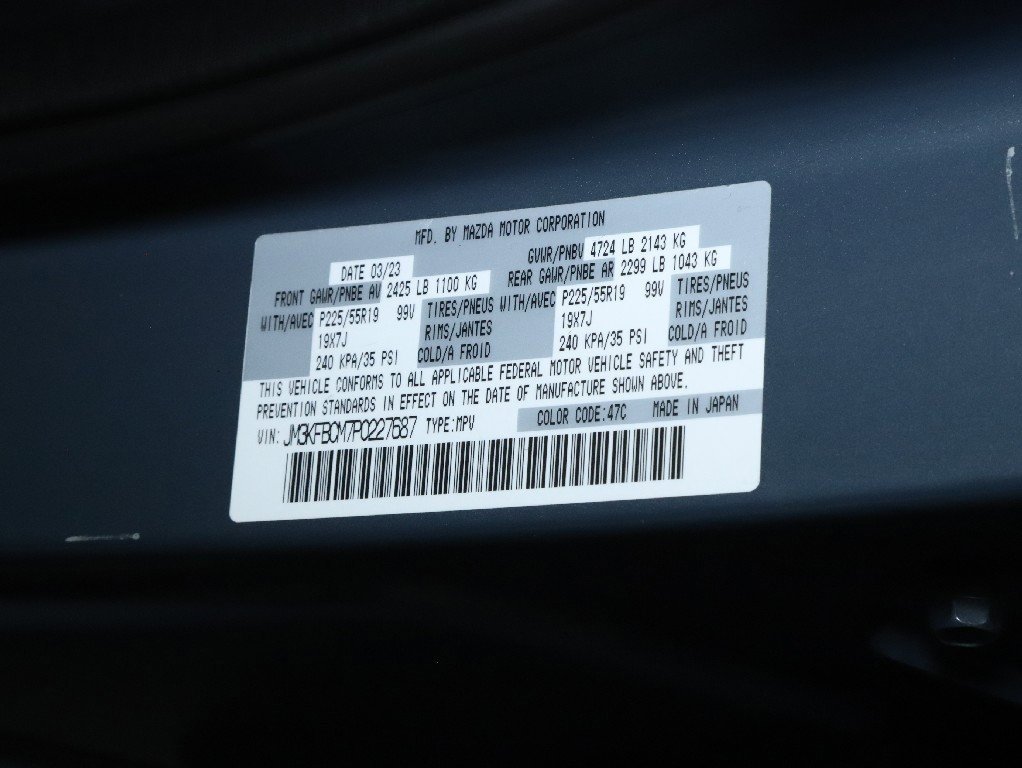 MFD. BY MAZDA MOTOR CORPORATION
DATE 03/23 GVWR/PNBV 4724 LB 2143 KG
FRONT GAWR/PNBE AV 2425 LB 1100 KG REAR GAWR/PNBE AR 2299 LB 1043 KG
WITH/AVEC P225/55R19 99V TIRES/PNEUS WITH/AVEC P225/55R19 99V TIRES/PNEUS
19X7J RIMS/JANTES 19X7J RIMS/JANTES
240 KPA/35 PSI COLD/A FROID 240 KPA/35 PSI COLD/A FROID
THIS VEHICLE CONFORMS TO ALL APPLICABLE FEDERAL MOTOR VEHICLE SAFETY AND THEFT
PREVENTION STANDARDS IN EFFECT ON THE DATE OF MANUFACTURE SHOWN ABOVE.
VIN: JM3KFBCM7P0227687 TYPE:MPV COLOR CODE:47C MADE IN JAPAN